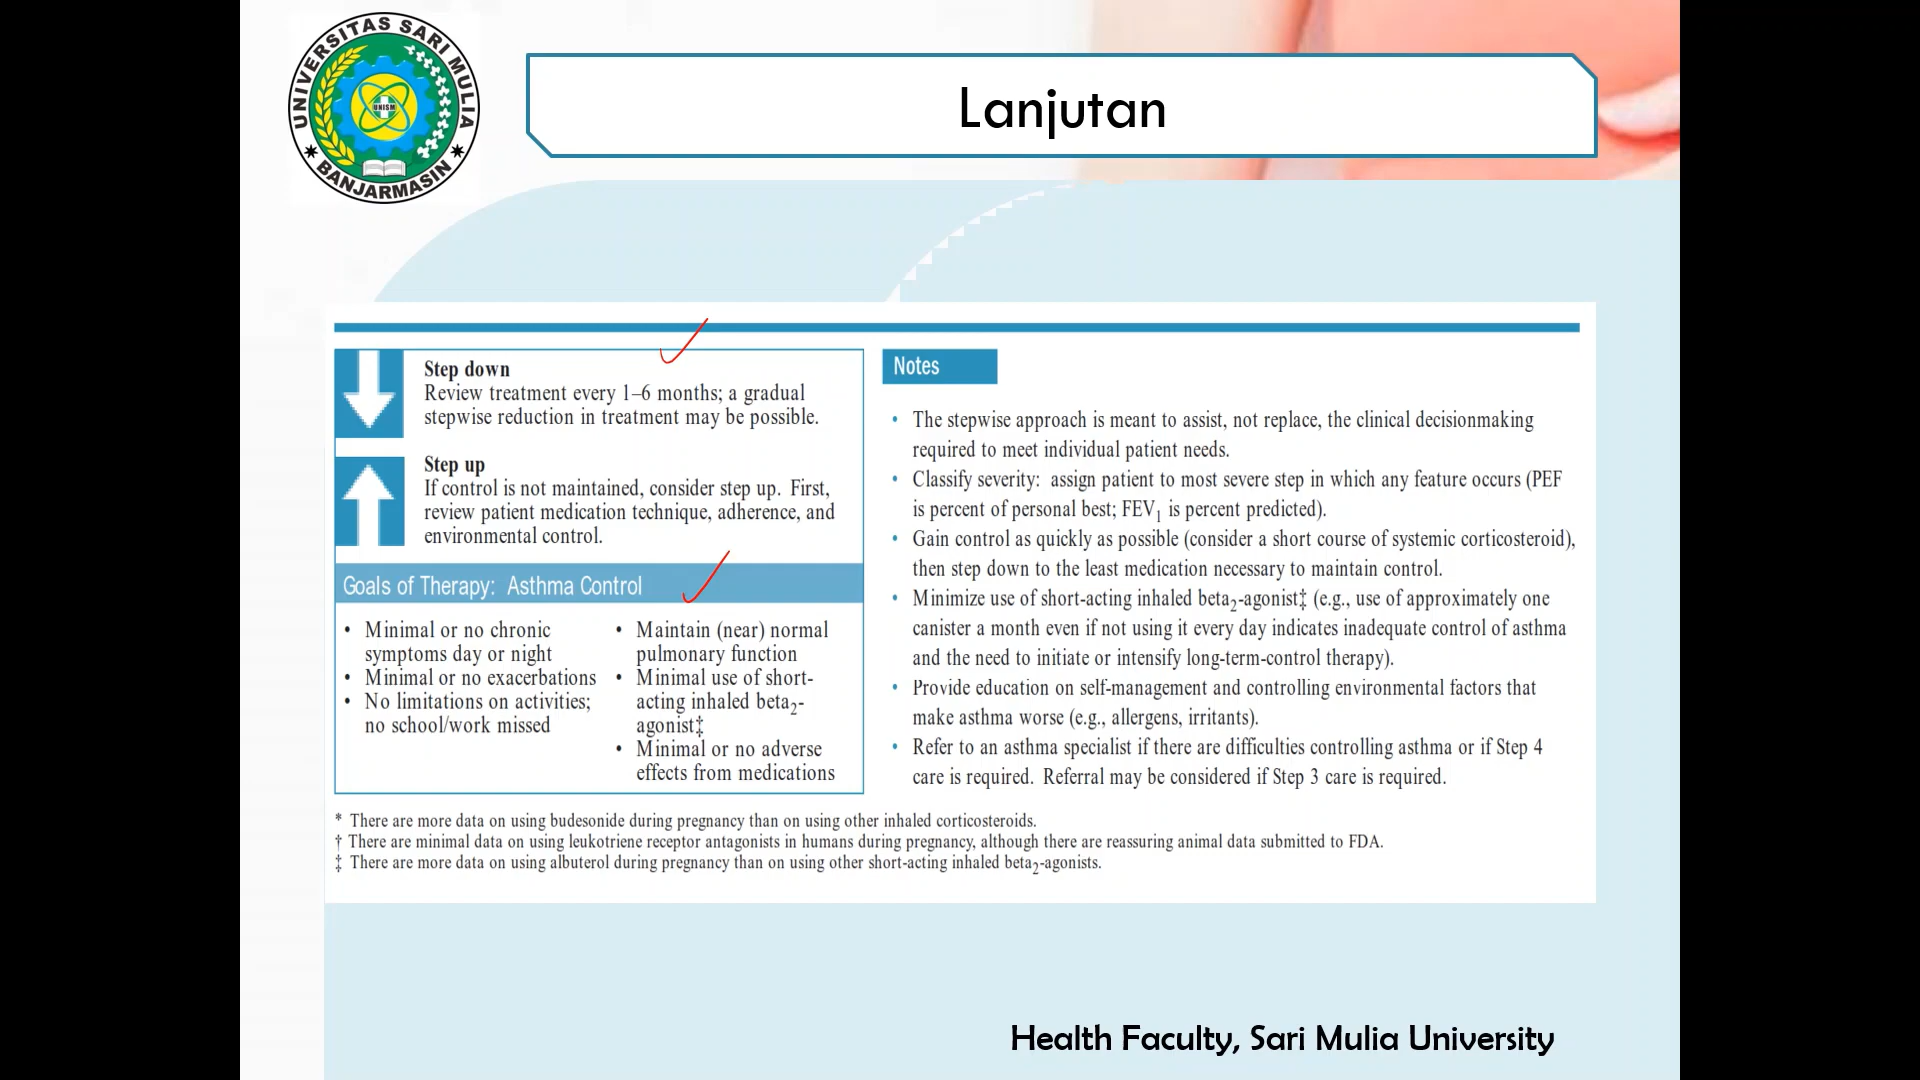 UNIVERSITAS SARI MULIA
UNISM
BANJARMASIN
Lanjutan
Step down
Review treatment every 1–6 months; a gradual
stepwise reduction in treatment may be possible.
Step up
If control is not maintained, consider step up. First,
review patient medication technique, adherence, and
environmental control.
Goals of Therapy: Asthma Control
• Minimal or no chronic
symptoms day or night
• Minimal or no exacerbations
• No limitations on activities;
no school/work missed
• Maintain (near) normal
pulmonary function
• Minimal use of short-
acting inhaled beta₂-
agonist‡
• Minimal or no adverse
effects from medications
Notes
• The stepwise approach is meant to assist, not replace, the clinical decisionmaking
required to meet individual patient needs.
• Classify severity: assign patient to most severe step in which any feature occurs (PEF
is percent of personal best; FEV₁ is percent predicted).
• Gain control as quickly as possible (consider a short course of systemic corticosteroid),
then step down to the least medication necessary to maintain control.
• Minimize use of short-acting inhaled beta₂-agonist‡ (e.g., use of approximately one
canister a month even if not using it every day indicates inadequate control of asthma
and the need to initiate or intensify long-term-control therapy).
• Provide education on self-management and controlling environmental factors that
make asthma worse (e.g., allergens, irritants).
• Refer to an asthma specialist if there are difficulties controlling asthma or if Step 4
care is required. Referral may be considered if Step 3 care is required.
* There are more data on using budesonide during pregnancy than on using other inhaled corticosteroids.
† There are minimal data on using leukotriene receptor antagonists in humans during pregnancy, although there are reassuring animal data submitted to FDA.
‡ There are more data on using albuterol during pregnancy than on using other short-acting inhaled beta₂-agonists.
Health Faculty, Sari Mulia University